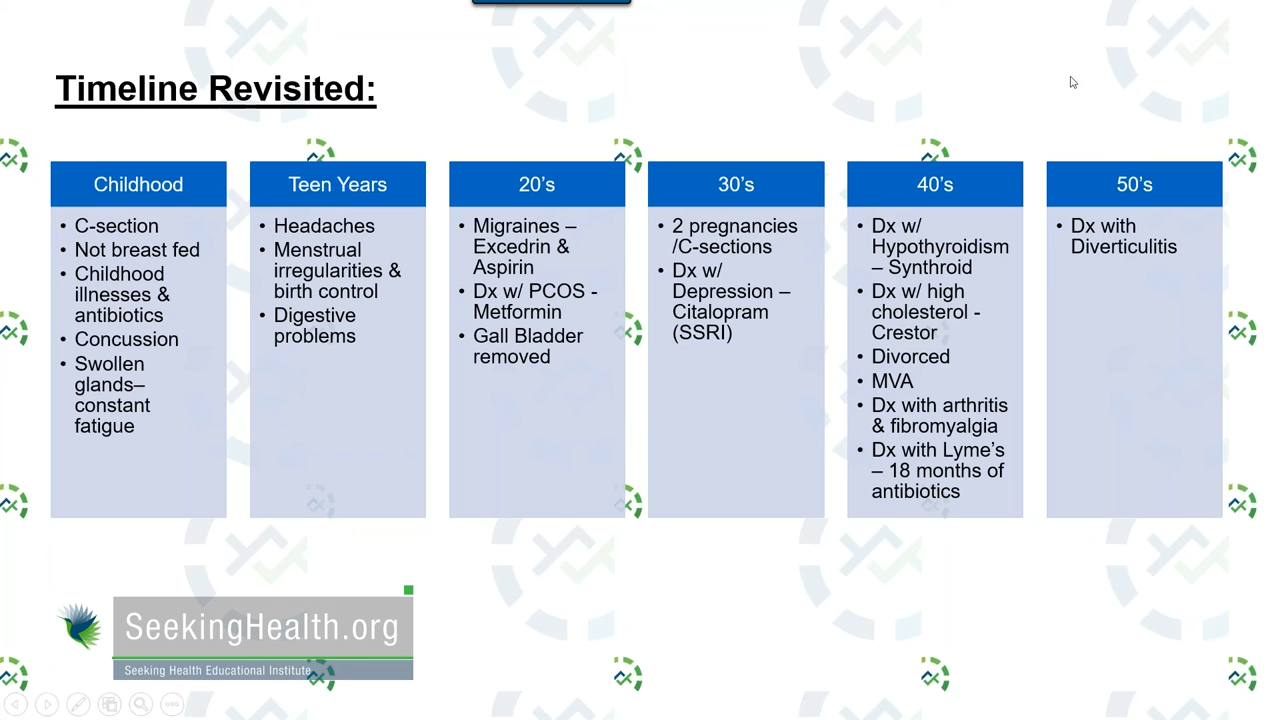 Timeline Revisited:
Childhood
• C-section
• Not breast fed
• Childhood
illnesses &
antibiotics
• Concussion
• Swollen
glands–
constant
fatigue
Teen Years
• Headaches
• Menstrual
irregularities &
birth control
• Digestive
problems
20's
• Migraines –
Excedrin &
Aspirin
• Dx w/ PCOS -
Metformin
• Gall Bladder
removed
30's
• 2 pregnancies
/C-sections
• Dx w/
Depression –
Citalopram
(SSRI)
40's
• Dx w/
Hypothyroidism
– Synthroid
• Dx w/ high
cholesterol -
Crestor
• Divorced
• MVA
• Dx with arthritis
& fibromyalgia
• Dx with Lyme's
– 18 months of
antibiotics
50's
• Dx with
Diverticulitis
SeekingHealth.org
Seeking Health Educational Institute